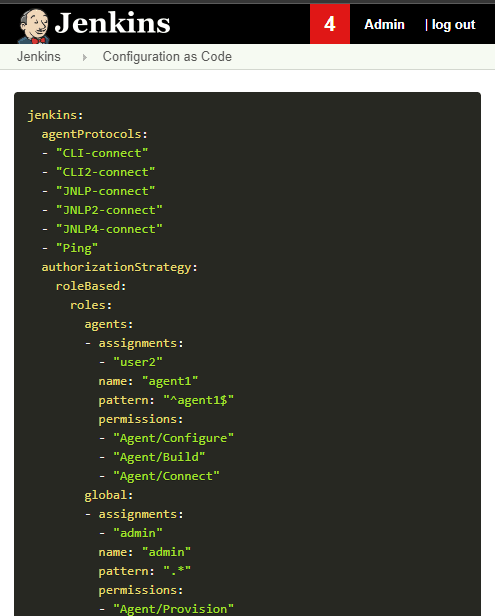 Jenkins
4 Admin | log out
Jenkins › Configuration as Code
jenkins:
  agentProtocols:
  - "CLI-connect"
  - "CLI2-connect"
  - "JNLP-connect"
  - "JNLP2-connect"
  - "JNLP4-connect"
  - "Ping"
  authorizationStrategy:
    roleBased:
      roles:
        agents:
        - assignments:
          - "user2"
          name: "agent1"
          pattern: "^agent1$"
          permissions:
          - "Agent/Configure"
          - "Agent/Build"
          - "Agent/Connect"
        global:
        - assignments:
          - "admin"
          name: "admin"
          pattern: ".*"
          permissions:
          - "Agent/Provision"